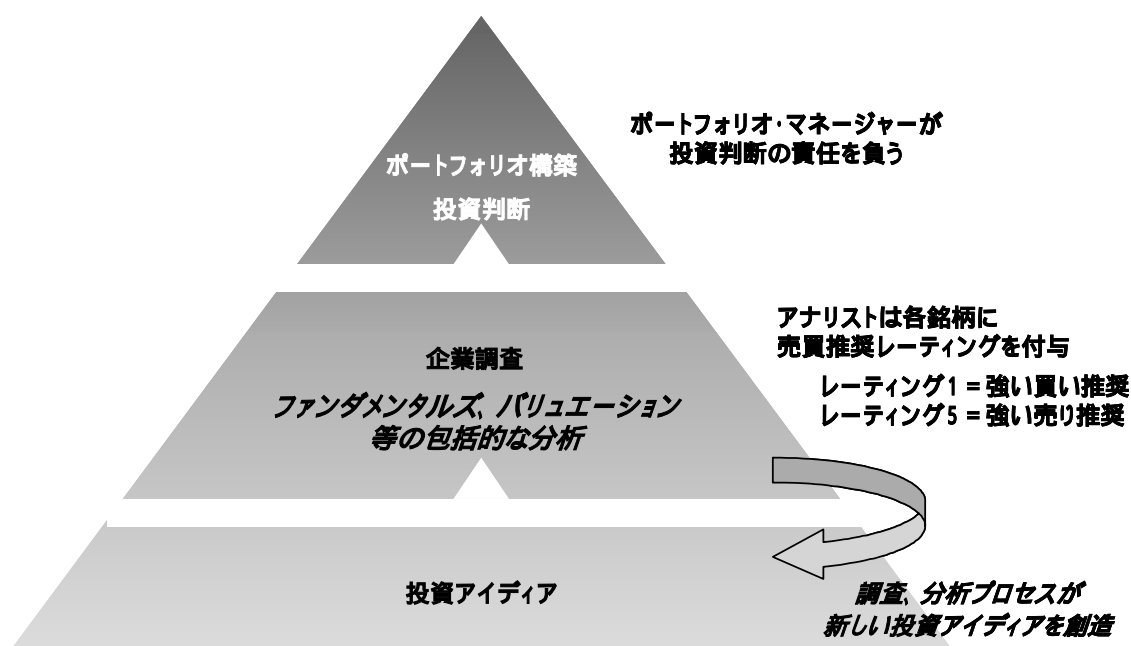 ポートフォリオ・マネージャーが
投資判断の責任を負う
ポートフォリオ構築
投資判断
アナリストは各銘柄に
売買推奨レーティングを付与
レーティング1＝強い買い推奨
レーティング5＝強い売り推奨
企業調査
ファンダメンタルズ、バリュエーション
等の包括的な分析
投資アイディア
調査、分析プロセスが
新しい投資アイディアを創造